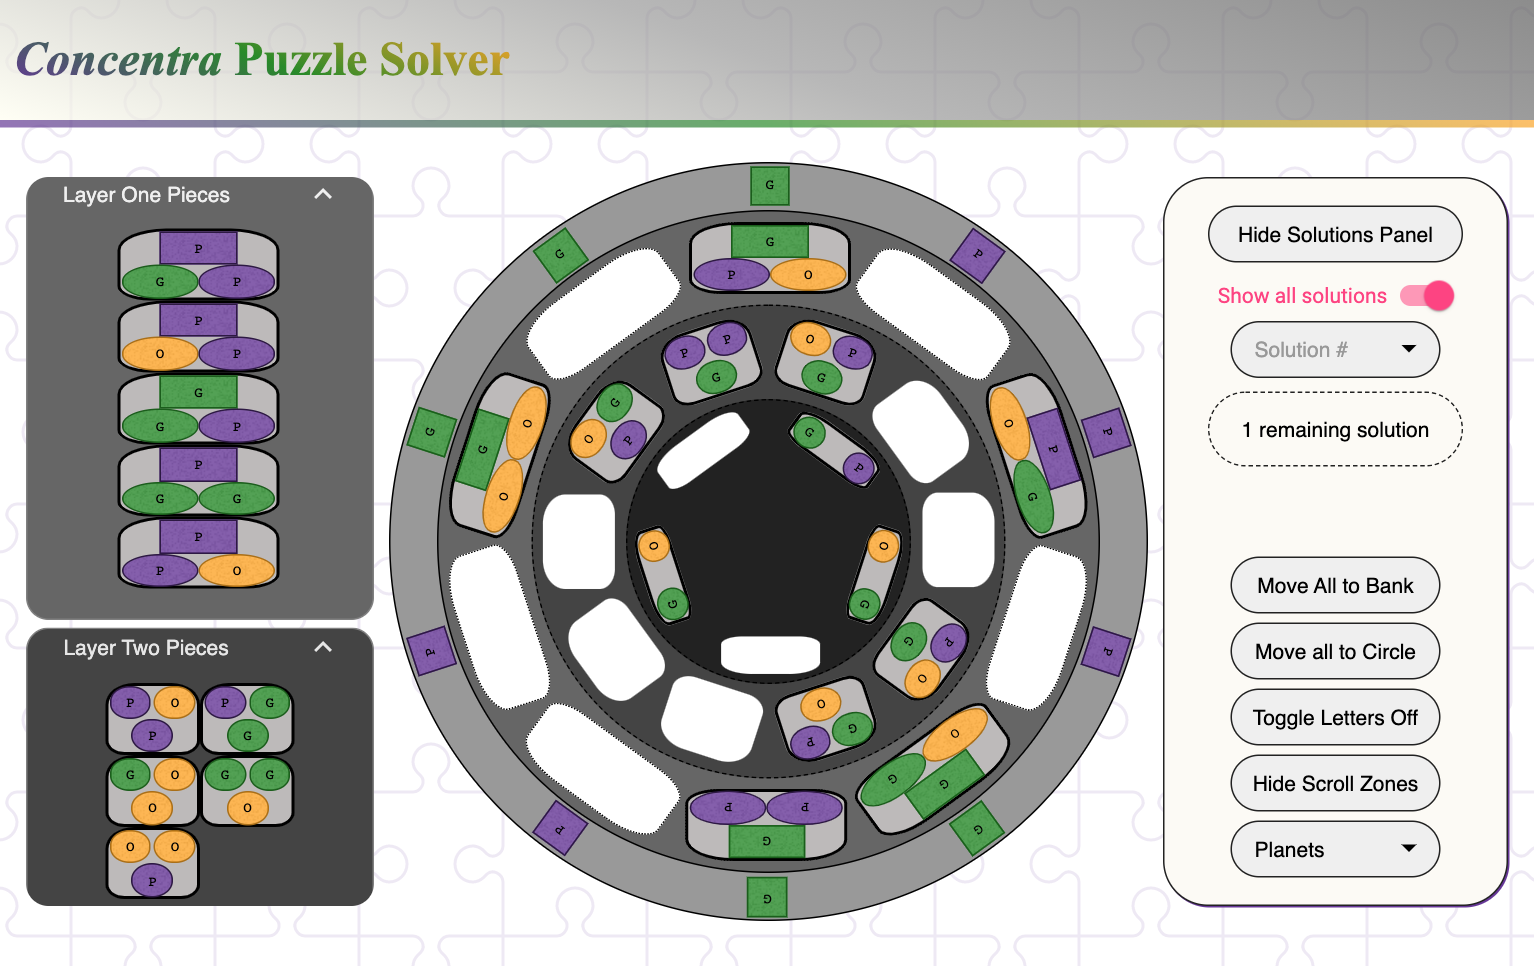 Concentra Puzzle Solver
Layer One Pieces
P
G P
P
O P
G
G P
P
G G
P
P O
Layer Two Pieces
P O P G
P G
G O G G
O O
O O
P
G
G P
G
P O
P P O P
G G
G O
O P
G P
G O O P
O G
G P
O O
G G
P P
G P
O
O G
P
O
G G
P P
G
P G
G
Hide Solutions Panel
Show all solutions
Solution #
1 remaining solution
Move All to Bank
Move all to Circle
Toggle Letters Off
Hide Scroll Zones
Planets